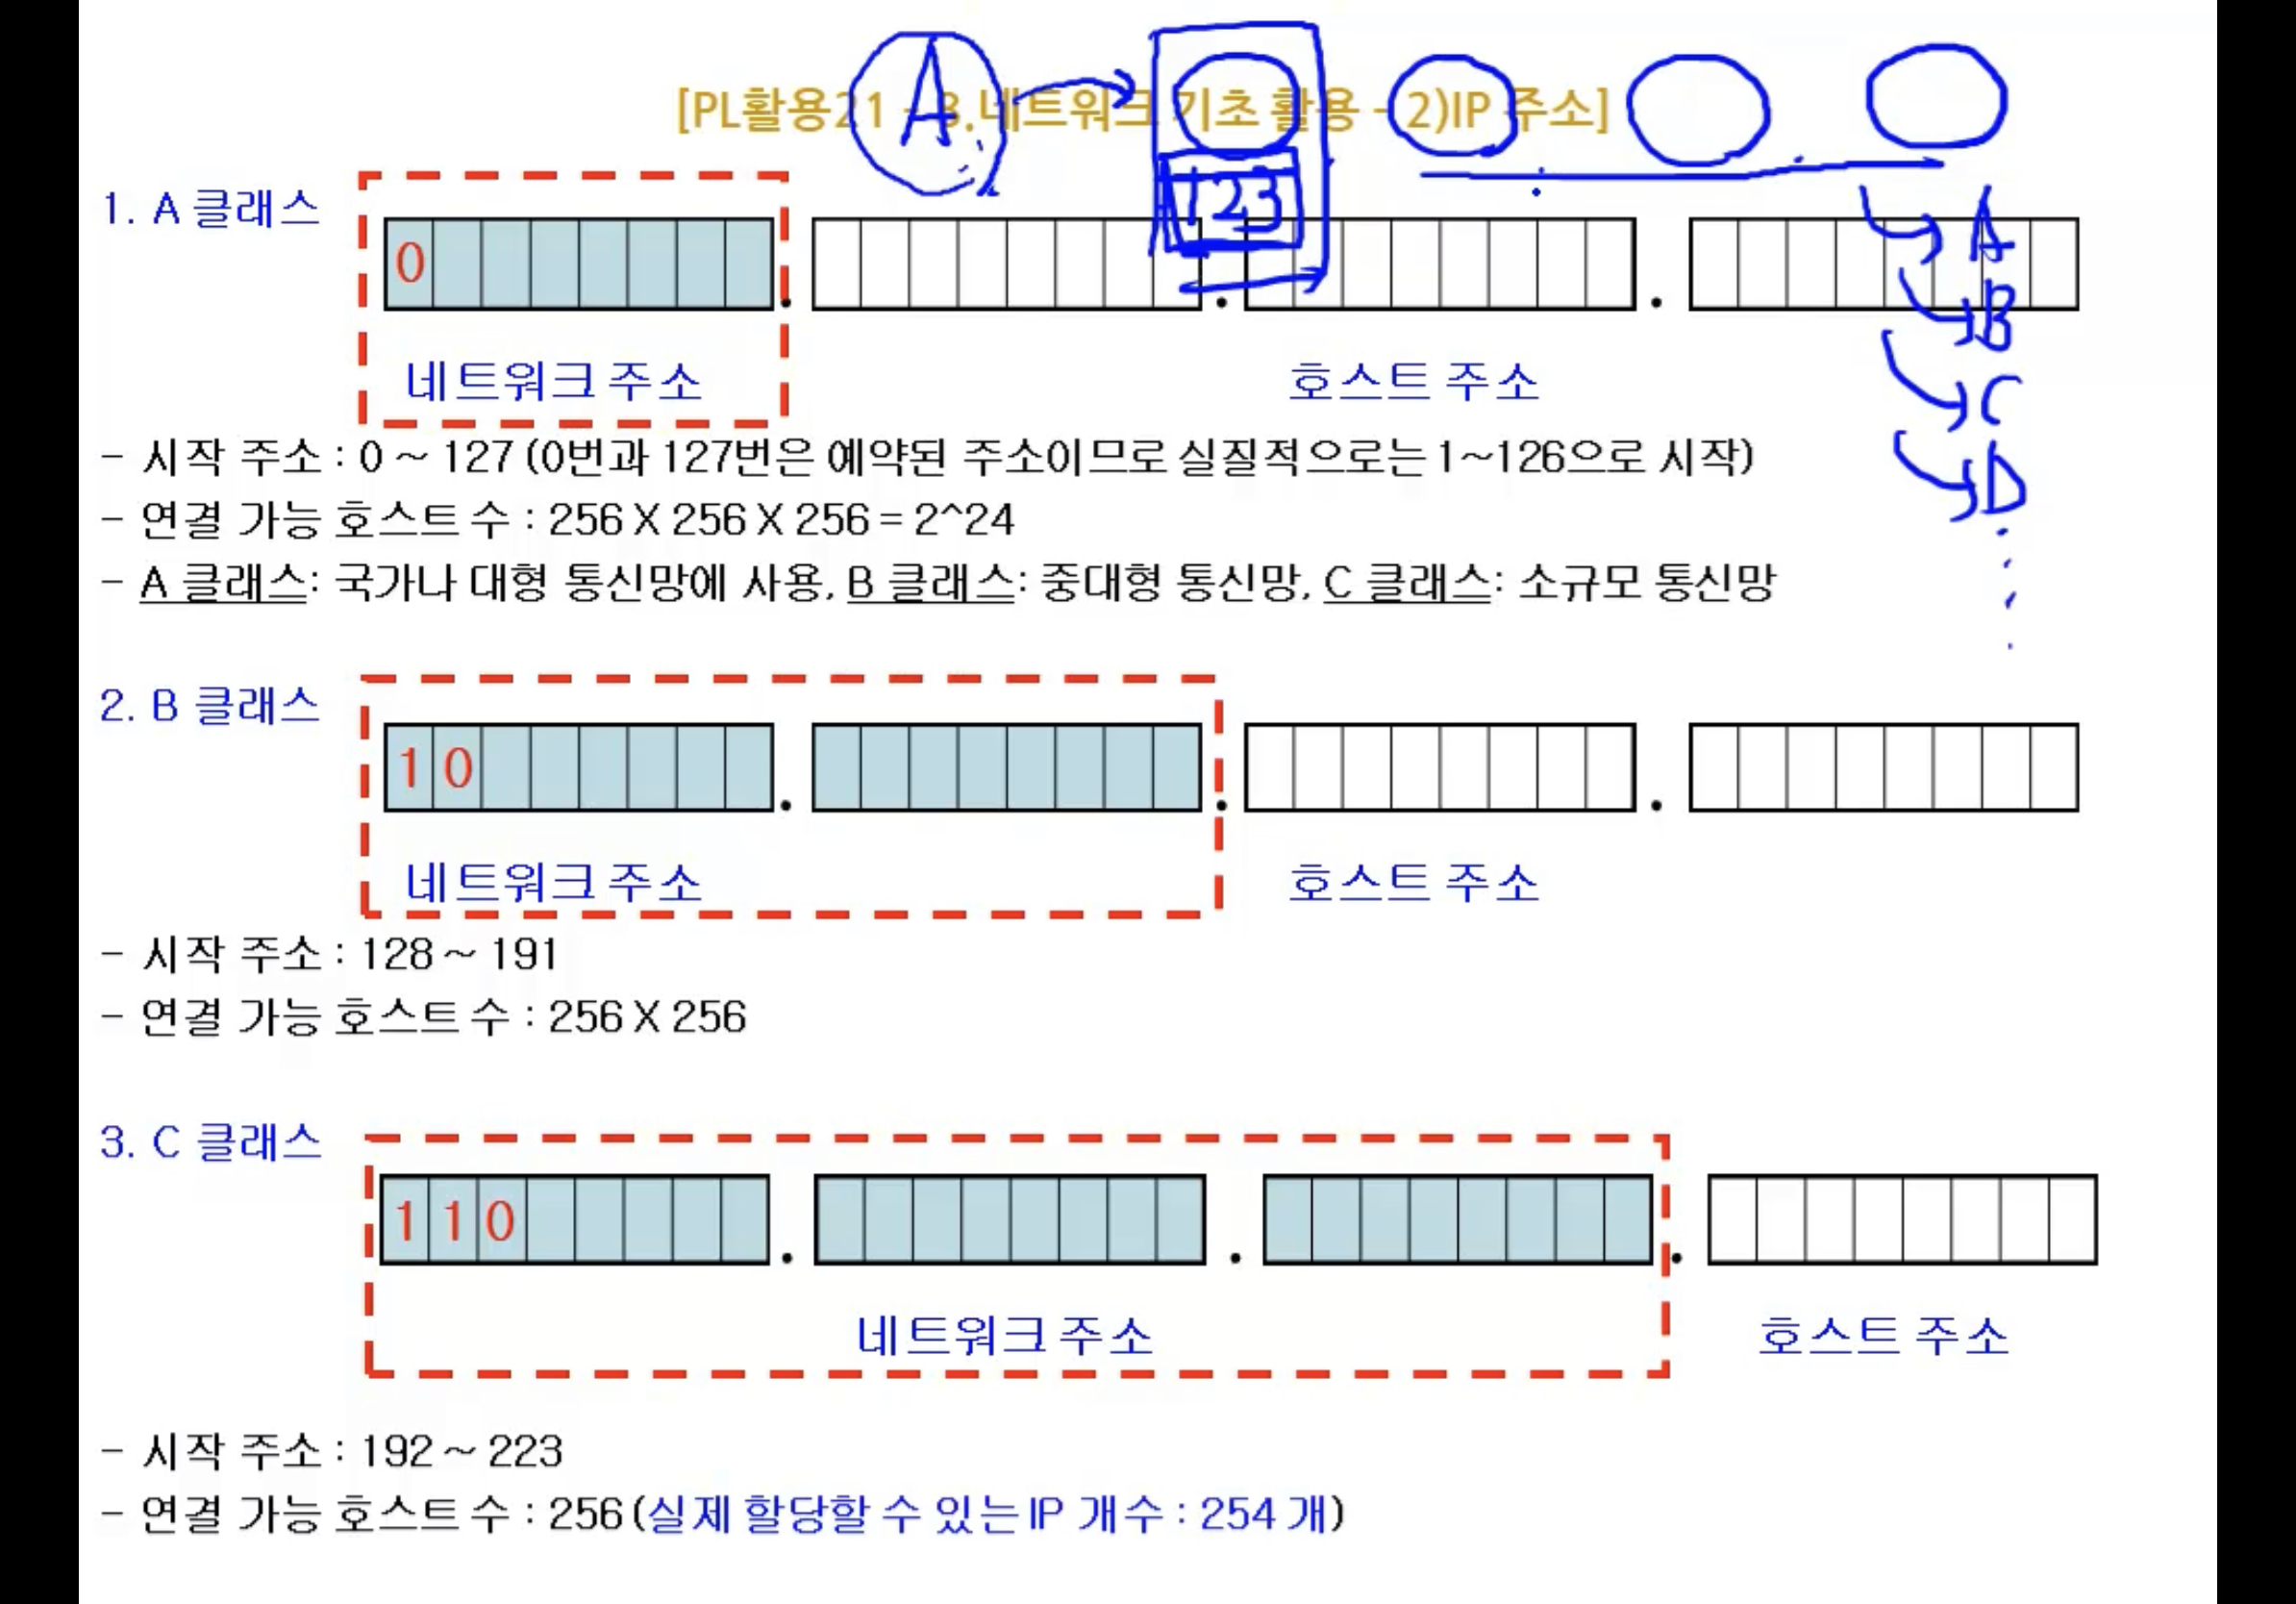 [PL활용21 - 3.네트워크 기초 활용 - 2)IP 주소]
A
123
1. A 클래스
0
.
.
.
A
B
C
D
네트워크 주소
호스트 주소
- 시작 주소 : 0 ~ 127 (0번과 127번은 예약된 주소이므로 실질적으로는 1~126으로 시작)
- 연결 가능 호스트 수 : 256 X 256 X 256 = 2^24
- A 클래스: 국가나 대형 통신망에 사용, B 클래스: 중대형 통신망, C 클래스: 소규모 통신망
2. B 클래스
1 0
.
.
.
네트워크 주소
호스트 주소
- 시작 주소 : 128 ~ 191
- 연결 가능 호스트 수 : 256 X 256
3. C 클래스
1 1 0
.
.
.
네트워크 주소
호스트 주소
- 시작 주소 : 192 ~ 223
- 연결 가능 호스트 수 : 256 (실제 할당할 수 있는 IP 개수 : 254 개)